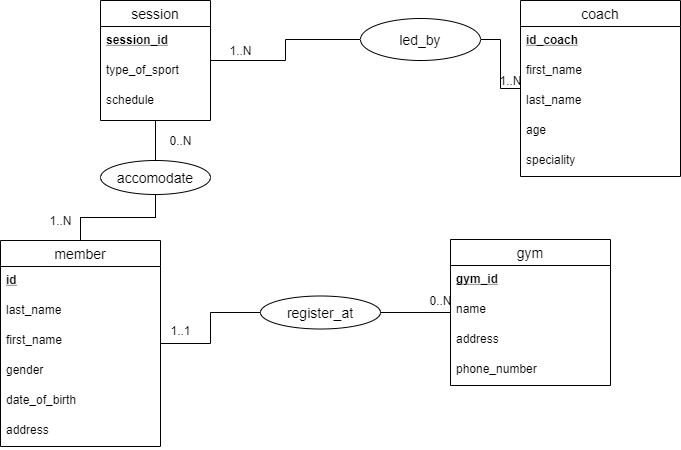 session
session_id
type_of_sport
schedule
1..N
led_by
1..N
coach
id_coach
first_name
last_name
age
speciality
0..N
accomodate
1..N
member
id
last_name
first_name
gender
date_of_birth
address
1..1
register_at
0..N
gym
gym_id
name
address
phone_number